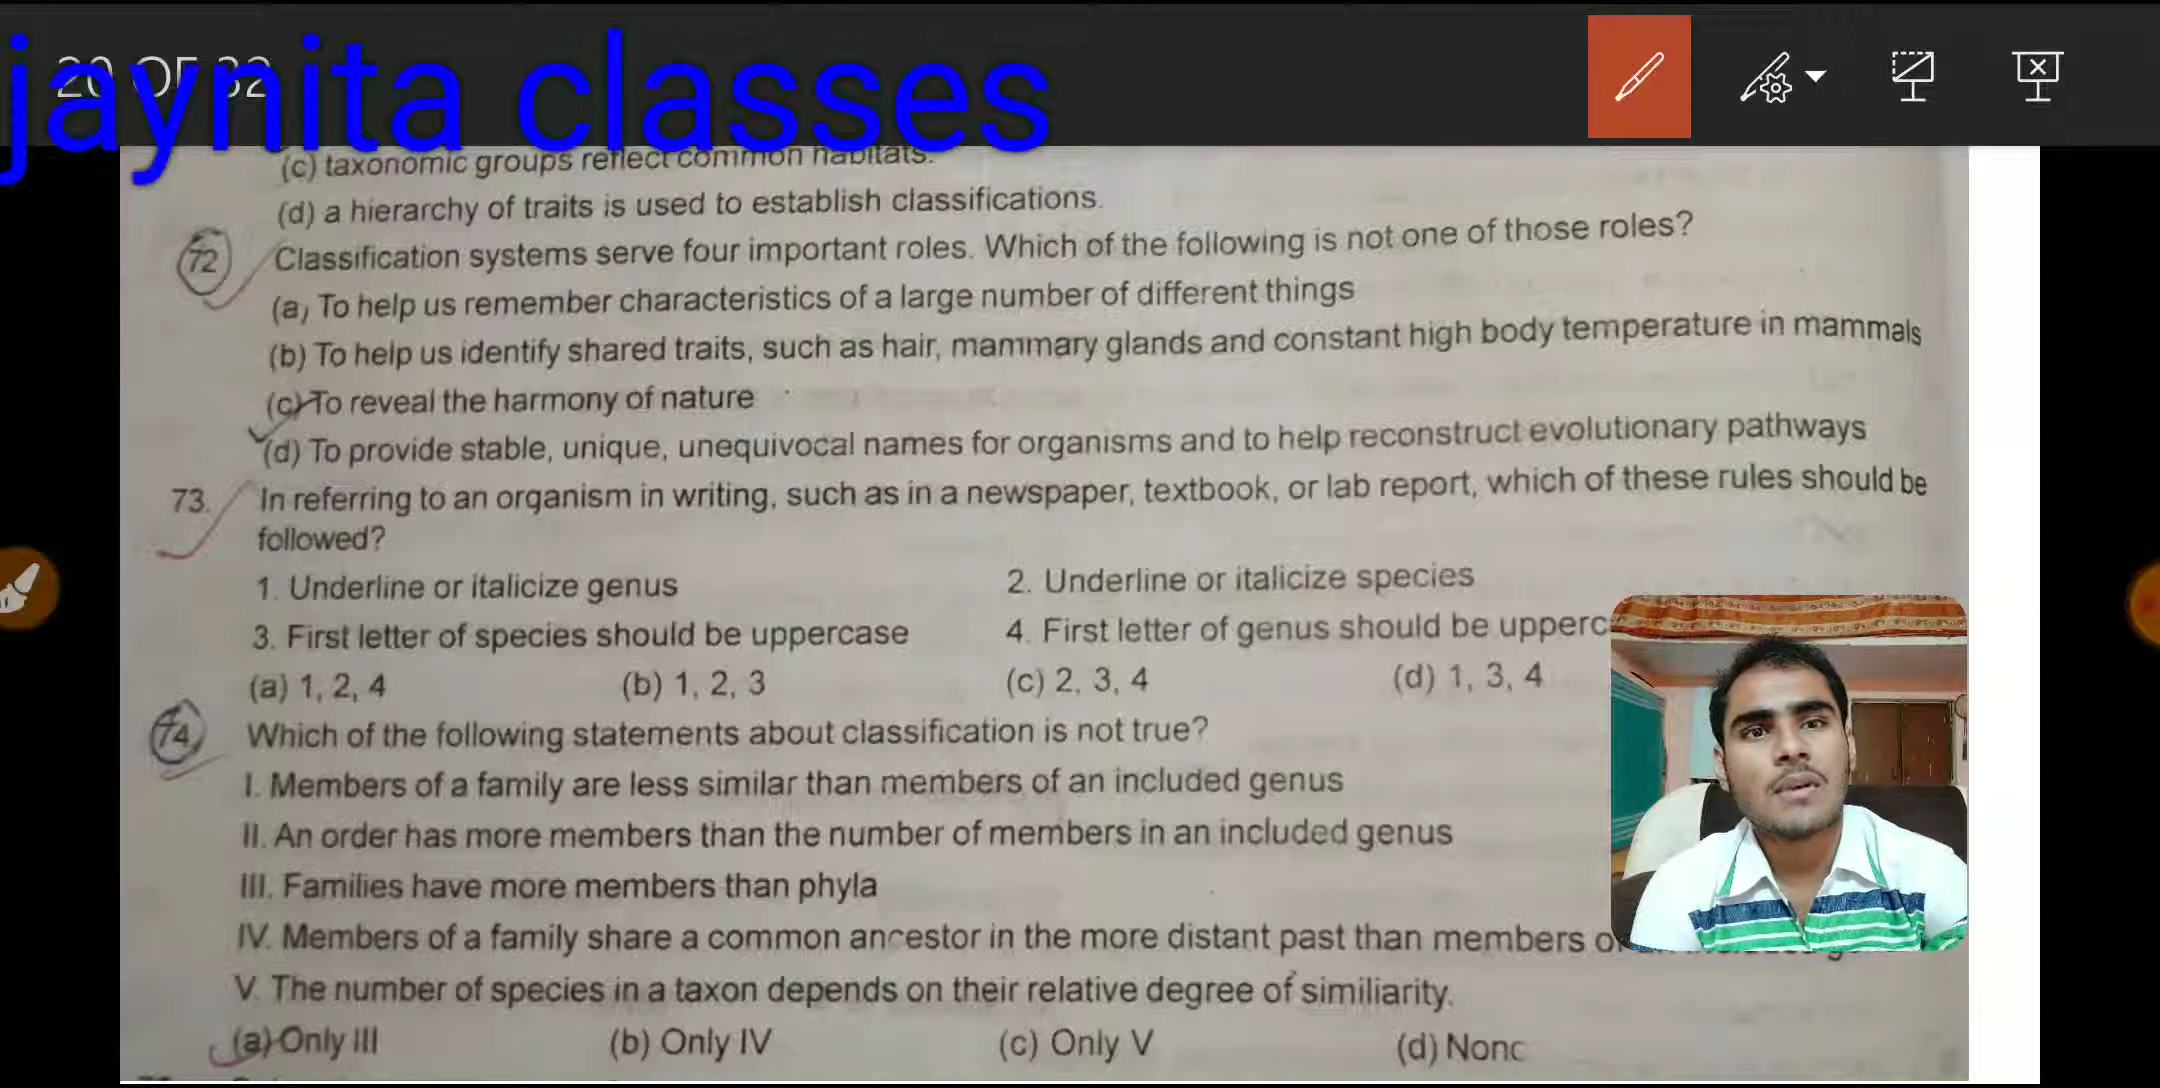 20 OF 32
jaynita classes
(c) taxonomic groups reflect common habitats.
(d) a hierarchy of traits is used to establish classifications.
72 Classification systems serve four important roles. Which of the following is not one of those roles?
(a) To help us remember characteristics of a large number of different things
(b) To help us identify shared traits, such as hair, mammary glands and constant high body temperature in mammals
(c) To reveal the harmony of nature
(d) To provide stable, unique, unequivocal names for organisms and to help reconstruct evolutionary pathways
73. In referring to an organism in writing, such as in a newspaper, textbook, or lab report, which of these rules should be
followed?
1. Underline or italicize genus 2. Underline or italicize species
3. First letter of species should be uppercase 4. First letter of genus should be upperc
(a) 1, 2, 4 (b) 1, 2, 3 (c) 2, 3, 4 (d) 1, 3, 4
74 Which of the following statements about classification is not true?
I. Members of a family are less similar than members of an included genus
II. An order has more members than the number of members in an included genus
III. Families have more members than phyla
IV. Members of a family share a common ancestor in the more distant past than members
V. The number of species in a taxon depends on their relative degree of similiarity.
(a) Only III (b) Only IV (c) Only V (d) None